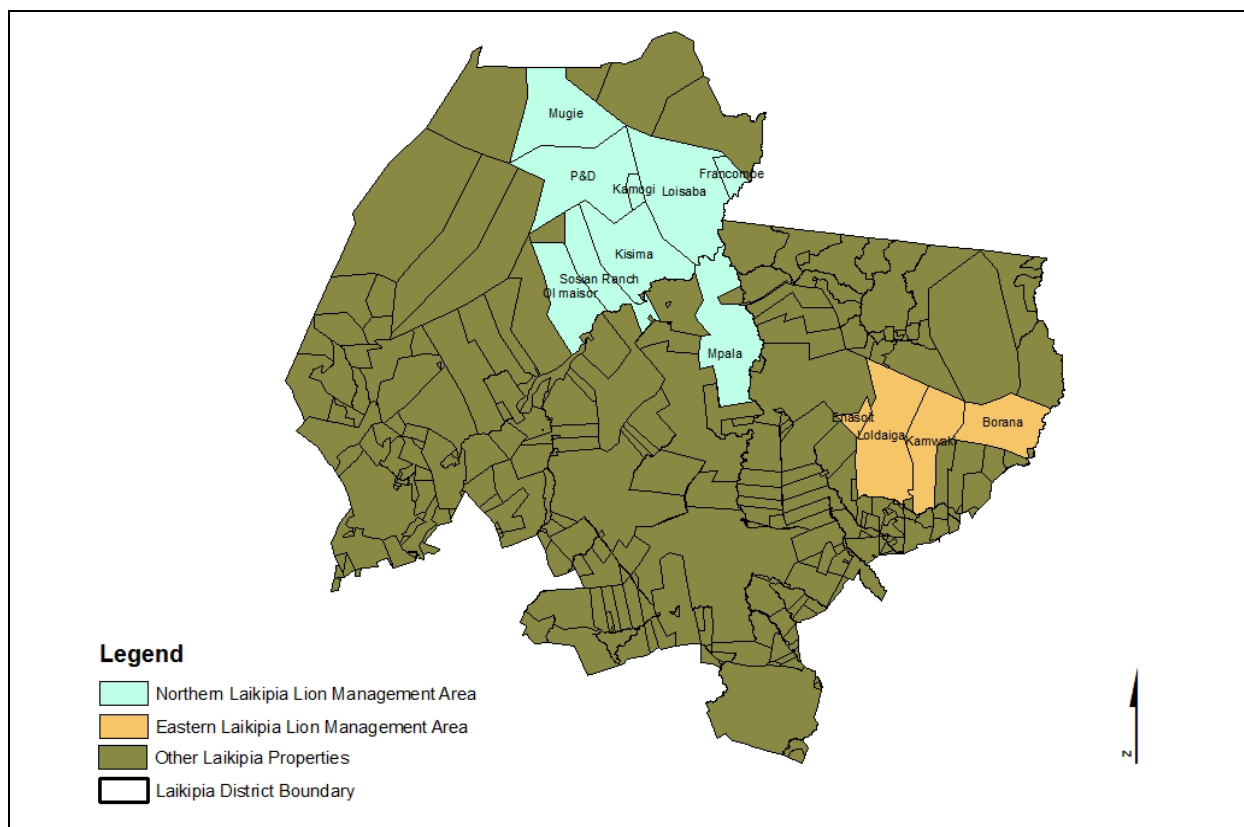 Mugie
P&D
Kamogi
Loisaba
Francombe
Kisima
Sosian Ranch
Ol maisor
Mpala
Enasoit
Loldaiga
Kamwaki
Borana
Legend
Northern Laikipia Lion Management Area
Eastern Laikipia Lion Management Area
Other Laikipia Properties
Laikipia District Boundary
N